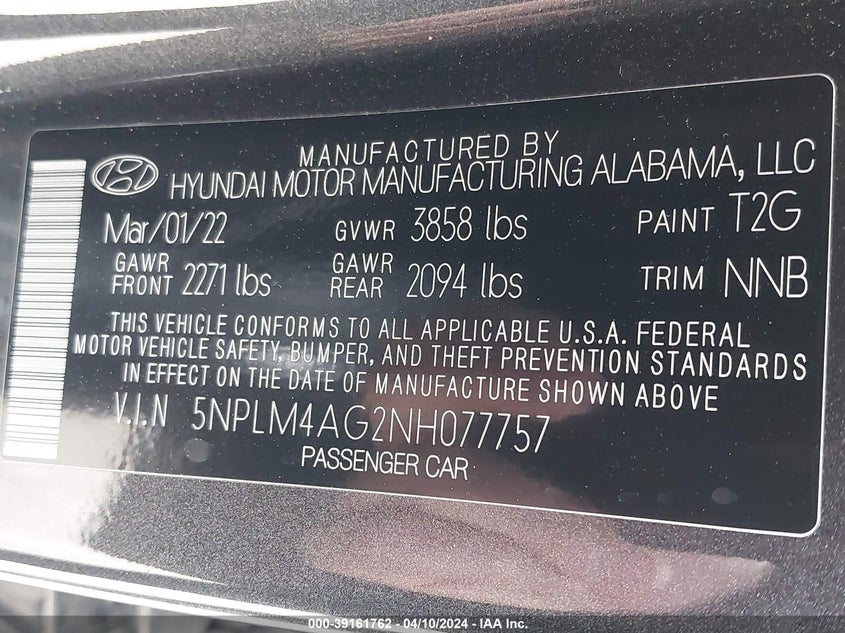 MANUFACTURED BY
HYUNDAI MOTOR MANUFACTURING ALABAMA, LLC
Mar/01/22 GVWR 3858 lbs PAINT T2G
GAWR FRONT 2271 lbs GAWR REAR 2094 lbs TRIM NNB
THIS VEHICLE CONFORMS TO ALL APPLICABLE U.S.A. FEDERAL
MOTOR VEHICLE SAFETY, BUMPER, AND THEFT PREVENTION STANDARDS
IN EFFECT ON THE DATE OF MANUFACTURE SHOWN ABOVE
V.I.N 5NPLM4AG2NH077757
PASSENGER CAR
000-39161762 - 04/10/2024 - IAA Inc.